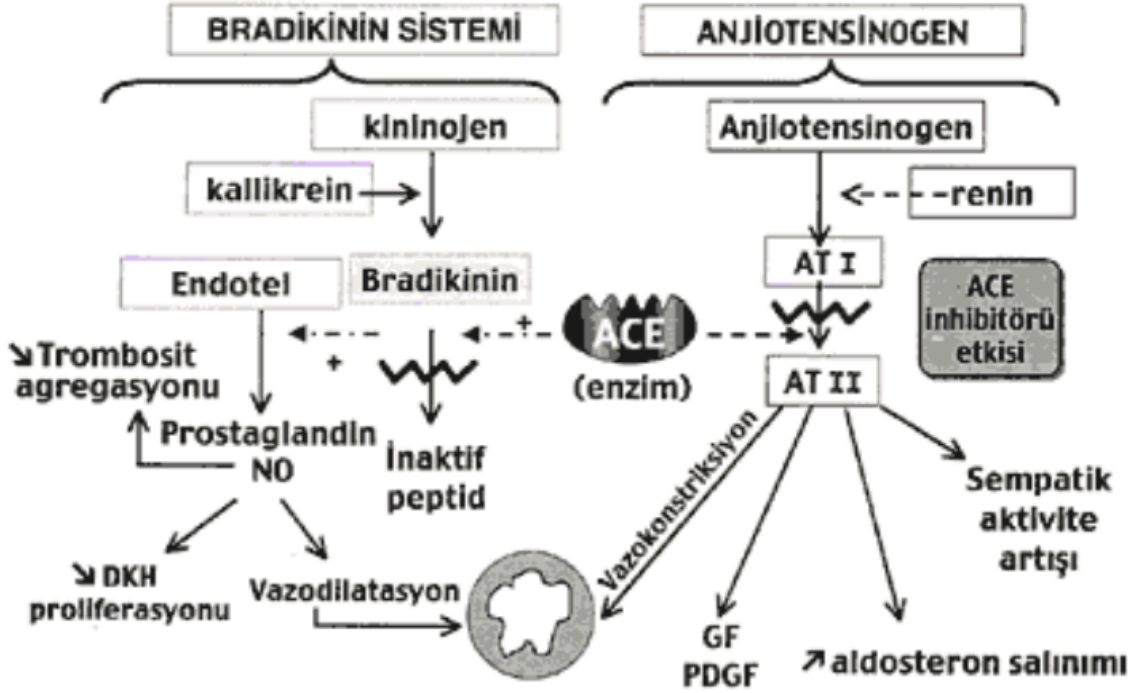 BRADİKİNİN SİSTEMİ
kininojen
kallikrein
Bradikinin
Endotel
+
↘ Trombosit
agregasyonu
Prostaglandin
NO
İnaktif
peptid
↘ DKH
proliferasyonu
Vazodilatasyon
ANJİOTENSİNOGEN
Anjiotensinogen
renin
AT I
ACE
inhibitörü
etkisi
+
ACE
(enzim)
AT II
Vazokonstriksiyon
Sempatik
aktivite
artışı
GF
PDGF
↗ aldosteron salınımı